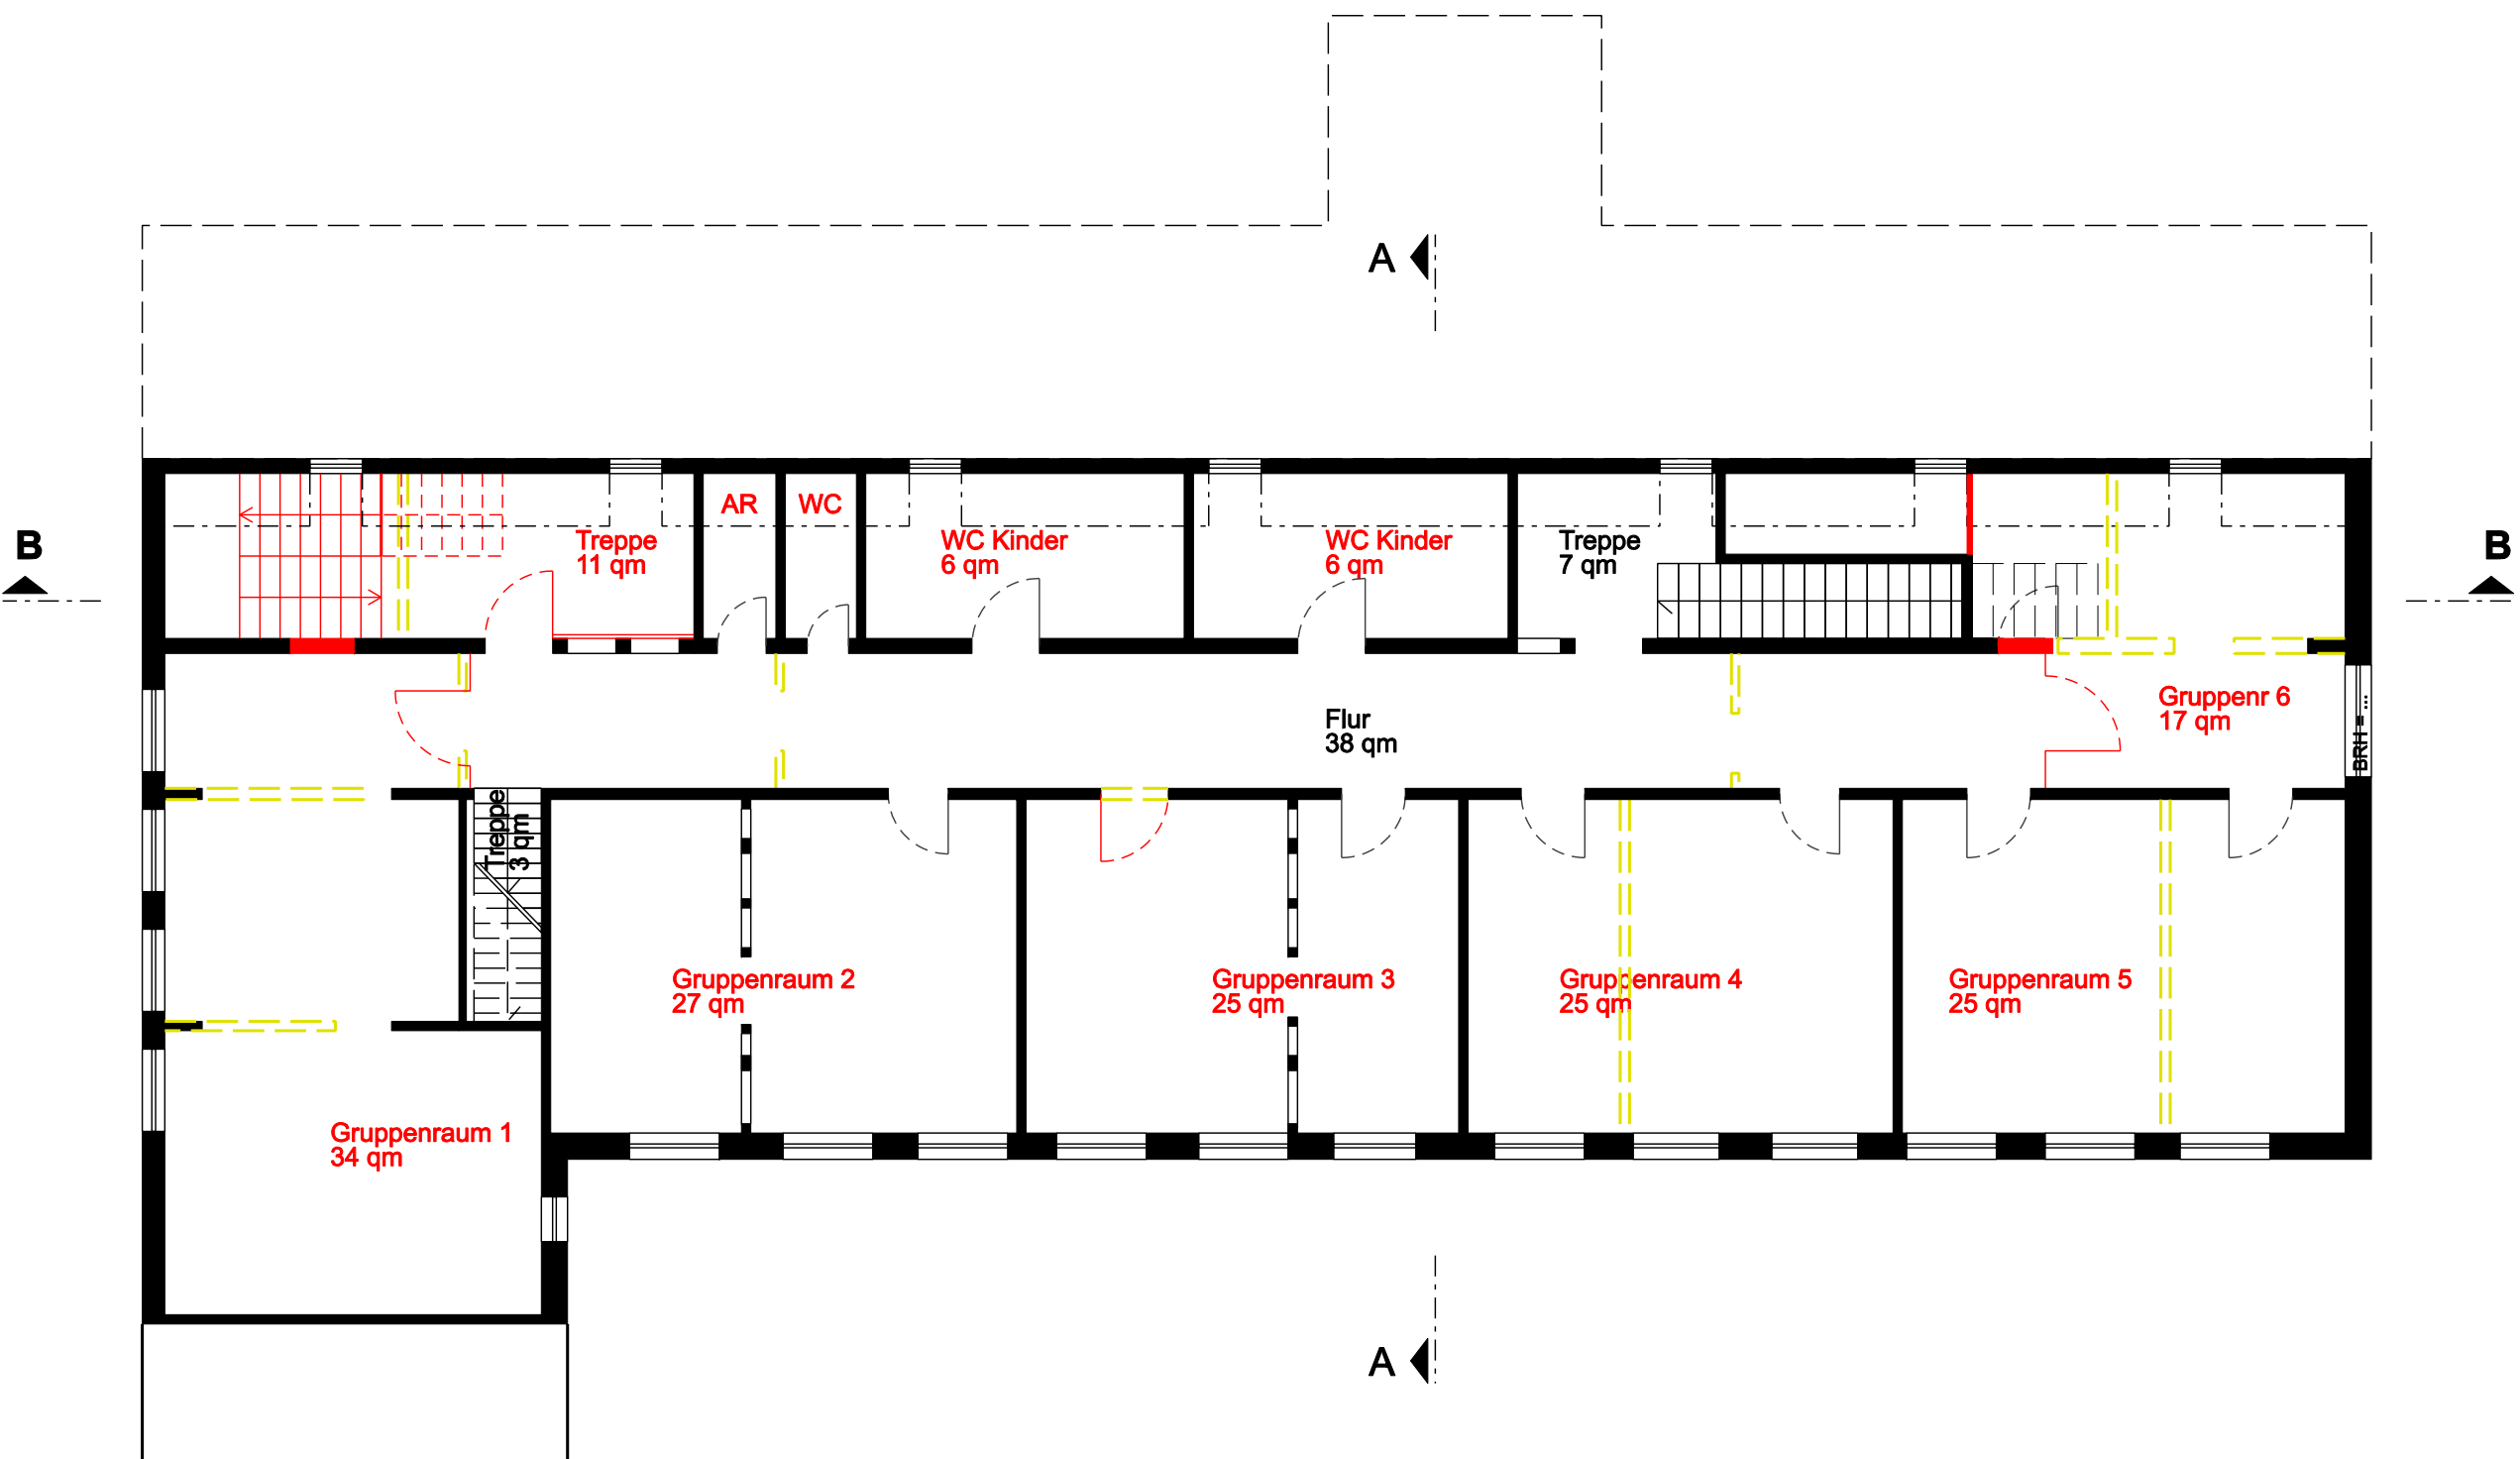 A
B
B
AR
WC
Treppe
11 qm
WC Kinder
6 qm
WC Kinder
6 qm
Treppe
7 qm
Gruppenr 6
17 qm
BRH = ...
Flur
38 qm
Treppe
3 qm
Gruppenraum 2
27 qm
Gruppenraum 3
25 qm
Gruppenraum 4
25 qm
Gruppenraum 5
25 qm
Gruppenraum 1
34 qm
A